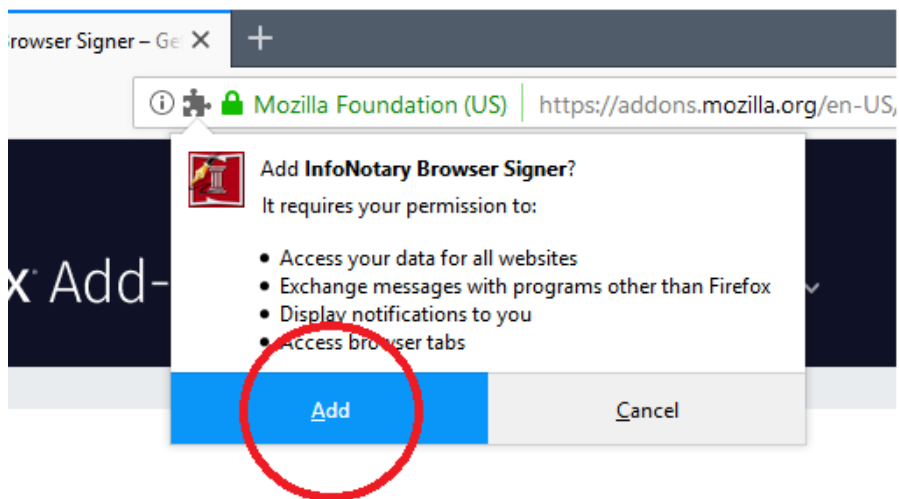 rowser Signer – Ge
Mozilla Foundation (US) https://addons.mozilla.org/en-US/
Add InfoNotary Browser Signer?
It requires your permission to:
• Access your data for all websites
• Exchange messages with programs other than Firefox
x Add-
• Display notifications to you
• Access browser tabs
Add Cancel